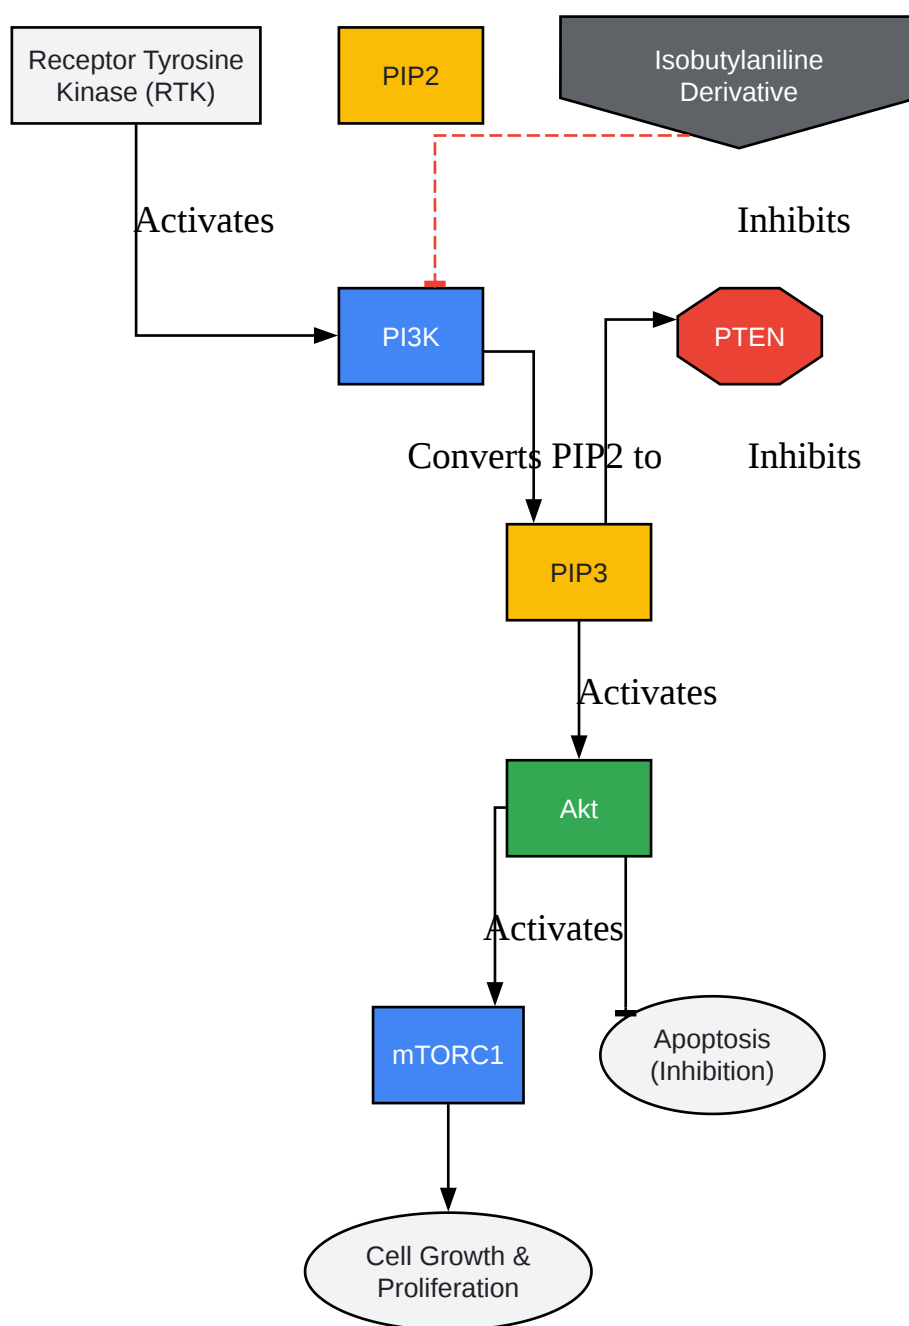 Receptor Tyrosine
Kinase (RTK)
PIP2
Isobutylaniline
Derivative
Activates
Inhibits
PI3K
PTEN
Converts PIP2 to
Inhibits
PIP3
Activates
Akt
Activates
mTORC1
Apoptosis
(Inhibition)
Cell Growth &
Proliferation